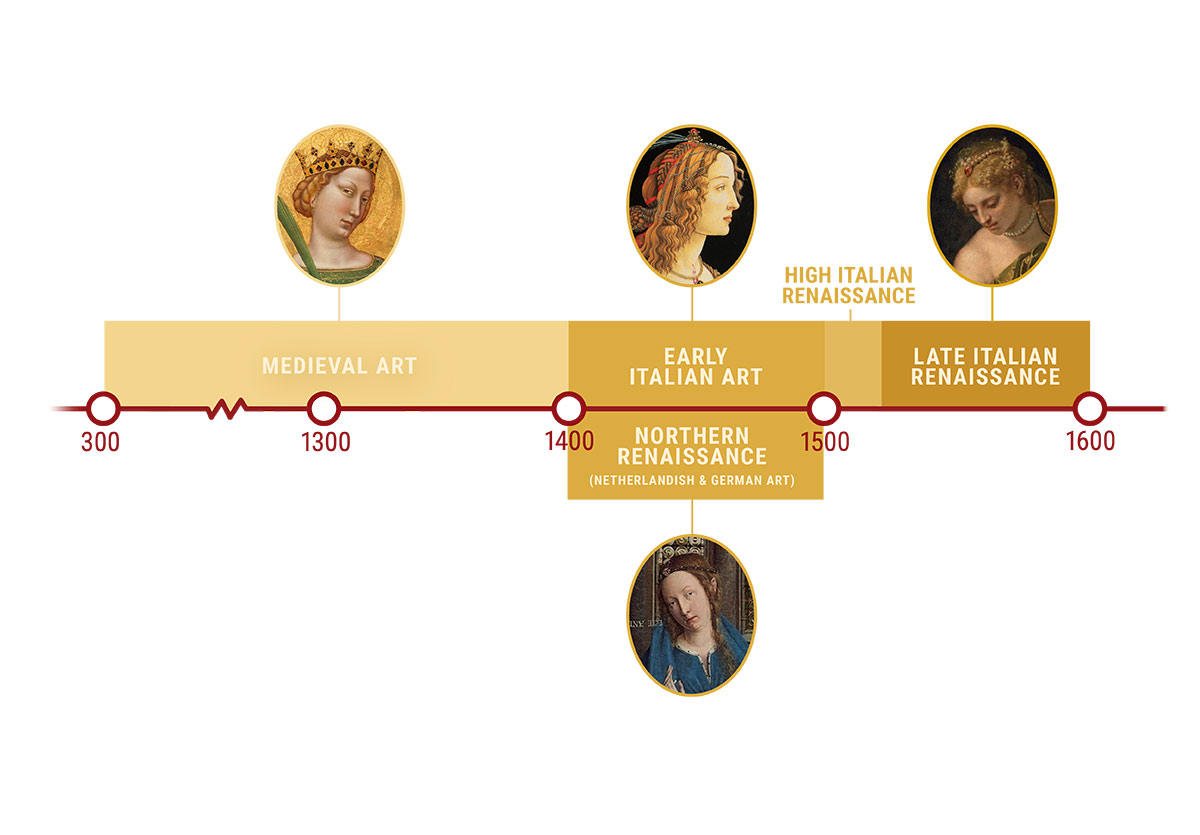 HIGH ITALIAN
RENAISSANCE
MEDIEVAL ART
EARLY
ITALIAN ART
LATE ITALIAN
RENAISSANCE
300
1300
1400
1500
1600
NORTHERN
RENAISSANCE
(NETHERLANDISH & GERMAN ART)